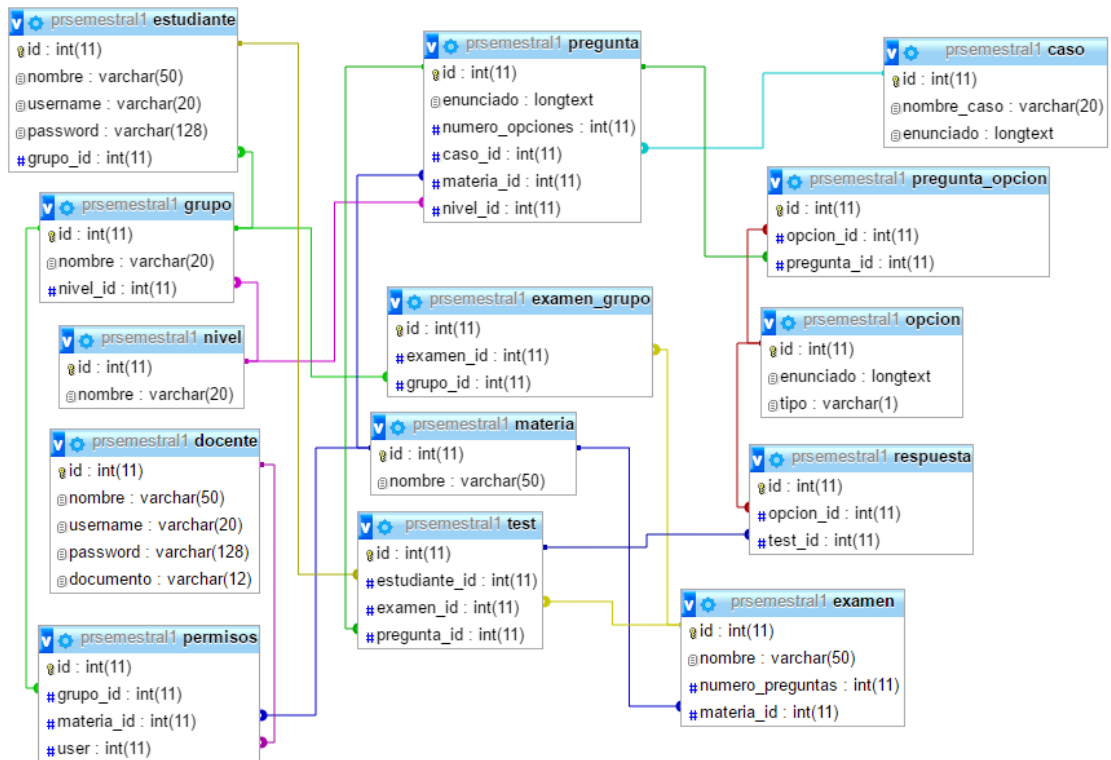 prsemestral1 estudiante
id : int(11)
nombre : varchar(50)
username : varchar(20)
password : varchar(128)
grupo_id : int(11)
prsemestral1 grupo
id : int(11)
nombre : varchar(20)
nivel_id : int(11)
prsemestral1 nivel
id : int(11)
nombre : varchar(20)
prsemestral1 docente
id : int(11)
nombre : varchar(50)
username : varchar(20)
password : varchar(128)
documento : varchar(12)
prsemestral1 permisos
id : int(11)
grupo_id : int(11)
materia_id : int(11)
user : int(11)
prsemestral1 pregunta
id : int(11)
enunciado : longtext
numero_opciones : int(11)
caso_id : int(11)
materia_id : int(11)
nivel_id : int(11)
prsemestral1 examen_grupo
id : int(11)
examen_id : int(11)
grupo_id : int(11)
prsemestral1 materia
id : int(11)
nombre : varchar(50)
prsemestral1 test
id : int(11)
estudiante_id : int(11)
examen_id : int(11)
pregunta_id : int(11)
prsemestral1 caso
id : int(11)
nombre_caso : varchar(20)
enunciado : longtext
prsemestral1 pregunta_opcion
id : int(11)
opcion_id : int(11)
pregunta_id : int(11)
prsemestral1 opcion
id : int(11)
enunciado : longtext
tipo : varchar(1)
prsemestral1 respuesta
id : int(11)
opcion_id : int(11)
test_id : int(11)
prsemestral1 examen
id : int(11)
nombre : varchar(50)
numero_preguntas : int(11)
materia_id : int(11)